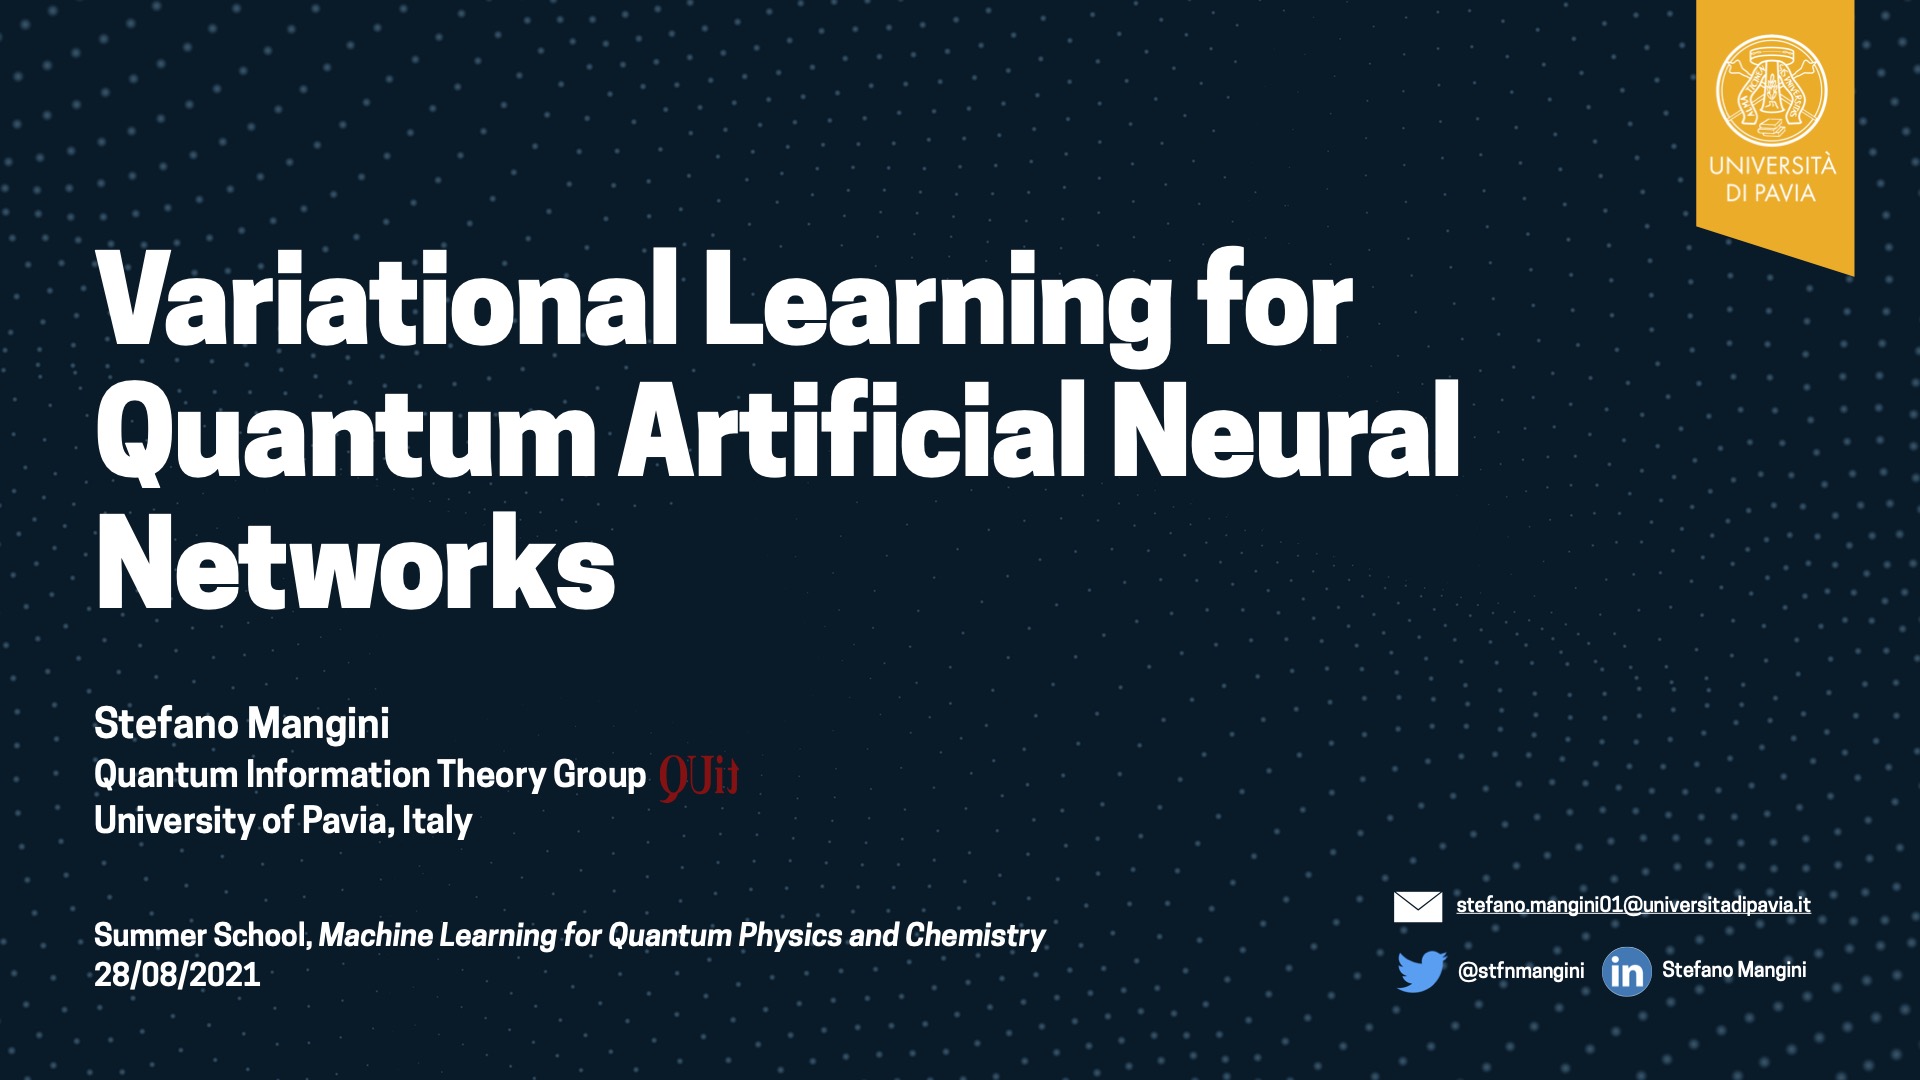 UNIVERSITÀ
DI PAVIA
Variational Learning for
Quantum Artificial Neural
Networks
Stefano Mangini
Quantum Information Theory Group QUit
University of Pavia, Italy
Summer School, Machine Learning for Quantum Physics and Chemistry
28/08/2021
stefano.mangini01@universitadipavia.it
@stfnmangini
in Stefano Mangini